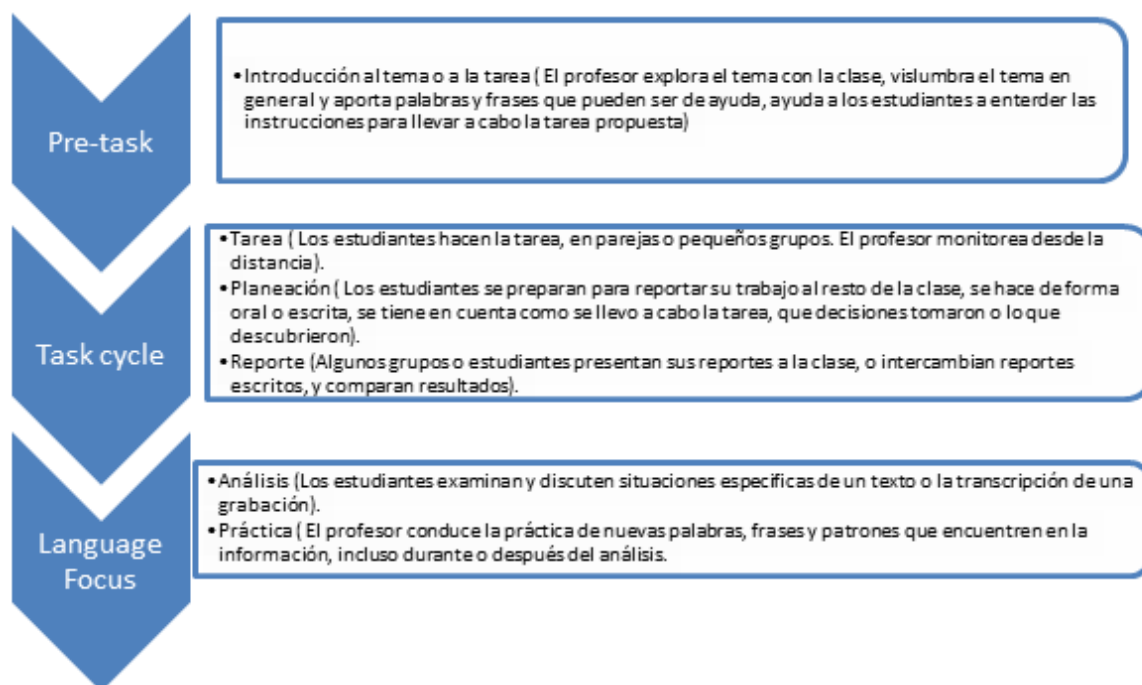 Pre-task
•Introducción al tema o a la tarea ( El profesor explora el tema con la clase, vislumbra el tema en
general y aporta palabras y frases que pueden ser de ayuda, ayuda a los estudiantes a enterder las
instrucciones para llevar a cabo la tarea propuesta)
Task cycle
•Tarea ( Los estudiantes hacen la tarea, en parejas o pequeños grupos. El profesor monitorea desde la
distancia).
•Planeación ( Los estudiantes se preparan para reportar su trabajo al resto de la clase, se hace de forma
oral o escrita, se tiene en cuenta como se llevo a cabo la tarea, que decisiones tomaron o lo que
descubrieron).
•Reporte (Algunos grupos o estudiantes presentan sus reportes a la clase, o intercambian reportes
escritos, y comparan resultados).
Language
Focus
•Análisis (Los estudiantes examinan y discuten situaciones especificas de un texto o la transcripción de una
grabación).
•Práctica ( El profesor conduce la práctica de nuevas palabras, frases y patrones que encuentren en la
información, incluso durante o después del análisis.